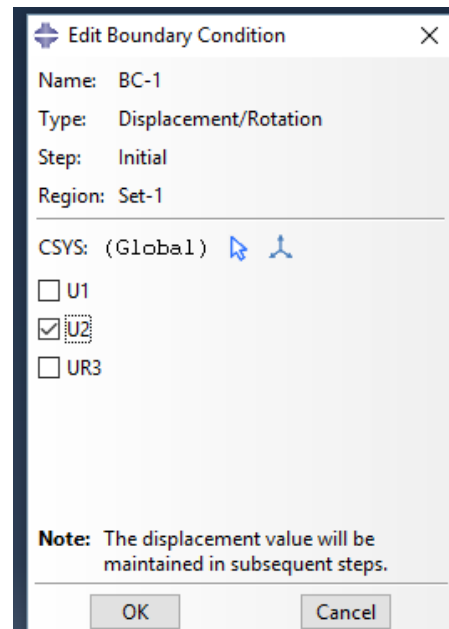 Edit Boundary Condition
Name: BC-1
Type: Displacement/Rotation
Step: Initial
Region: Set-1
CSYS: (Global)
U1
U2
UR3
Note: The displacement value will be
maintained in subsequent steps.
OK Cancel